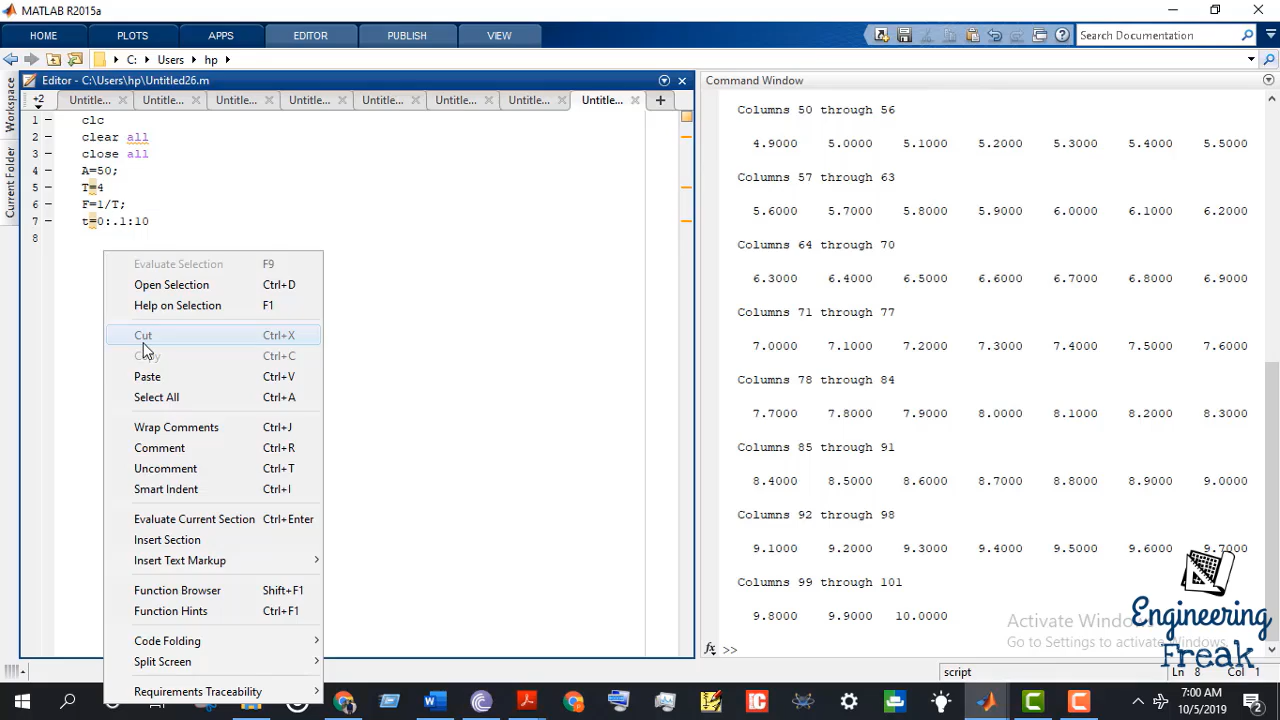 MATLAB R2015a
HOME PLOTS APPS EDITOR PUBLISH VIEW Search Documentation
C: Users hp
Editor - C:\Users\hp\Untitled26.m
Command Window
+2 Untitle... Untitle... Untitle... Untitle... Untitle... Untitle... Untitle... Untitle...
Workspace
Current Folder
1 clc
2 clear all
3 close all
4 A=50;
5 T=4
6 F=1/T;
7 t=0:.1:10
8
Evaluate Selection F9
Open Selection Ctrl+D
Help on Selection F1
Cut Ctrl+X
Copy Ctrl+C
Paste Ctrl+V
Select All Ctrl+A
Wrap Comments Ctrl+J
Comment Ctrl+R
Uncomment Ctrl+T
Smart Indent Ctrl+I
Evaluate Current Section Ctrl+Enter
Insert Section
Insert Text Markup
Function Browser Shift+F1
Function Hints Ctrl+F1
Code Folding
Split Screen
Requirements Traceability
Columns 50 through 56
4.9000 5.0000 5.1000 5.2000 5.3000 5.4000 5.5000
Columns 57 through 63
5.6000 5.7000 5.8000 5.9000 6.0000 6.1000 6.2000
Columns 64 through 70
6.3000 6.4000 6.5000 6.6000 6.7000 6.8000 6.9000
Columns 71 through 77
7.0000 7.1000 7.2000 7.3000 7.4000 7.5000 7.6000
Columns 78 through 84
7.7000 7.8000 7.9000 8.0000 8.1000 8.2000 8.3000
Columns 85 through 91
8.4000 8.5000 8.6000 8.7000 8.8000 8.9000 9.0000
Columns 92 through 98
9.1000 9.2000 9.3000 9.4000 9.5000 9.6000 9.7000
Columns 99 through 101
9.8000 9.9000 10.0000
fx >>
Activate Windows
Go to Settings to activate Windows.
Engineering
Freak
script Ln 8 Col 1
7:00 AM
10/5/2019